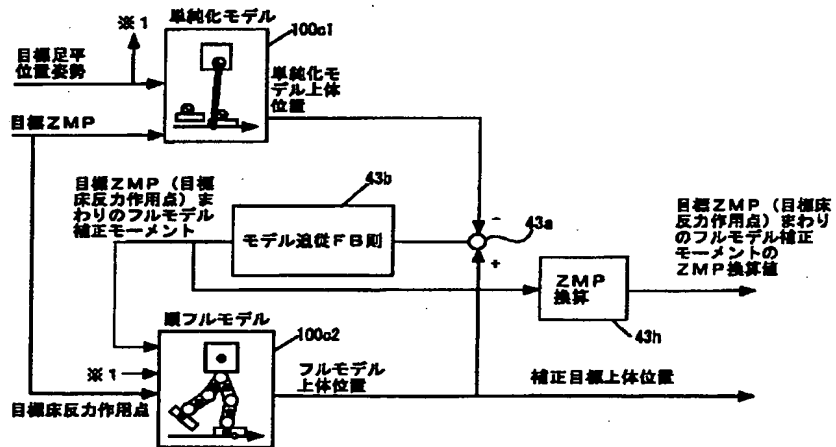 ※1
単純化モデル
100c1
目標足平
位置姿勢
単純化モ
デル上体
位置
目標ZMP
目標ZMP(目標
床反力作用点)ま
わりのフルモデル
補正モーメント
43b
モデル追従FB則
−
43a
+
目標ZMP(目標床
反力作用点)まわり
のフルモデル補正
モーメントの
ZMP換算値
ZMP
換算
43h
順フルモデル
100c2
※1
目標床反力作用点
フルモデル
上体位置
補正目標上体位置